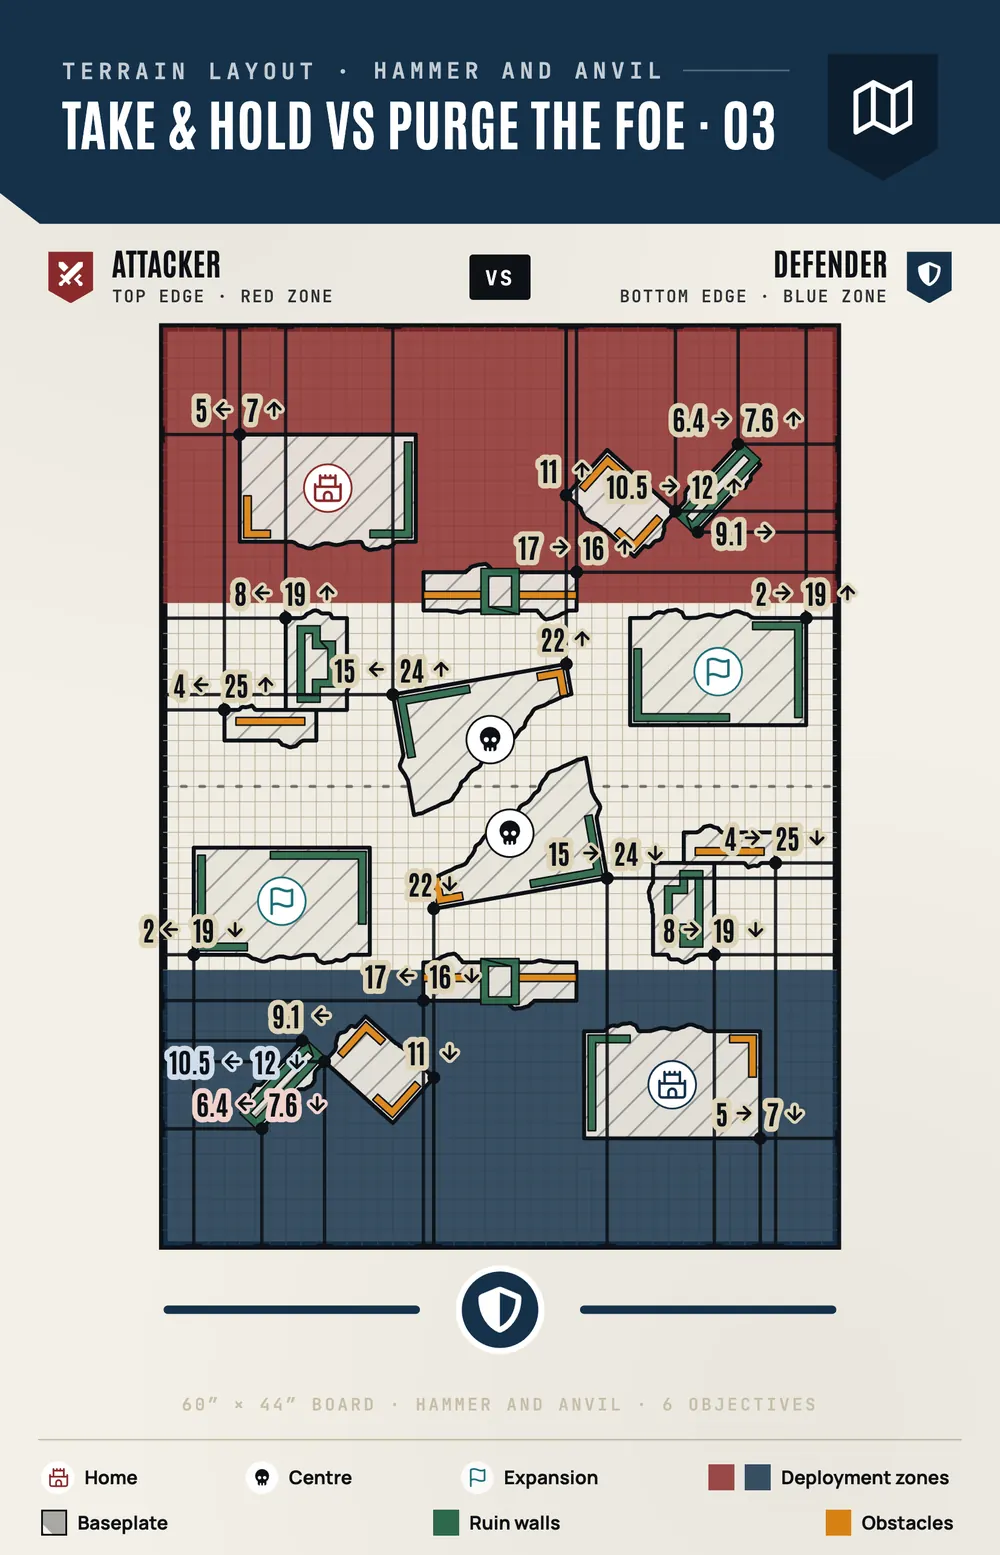 TERRAIN LAYOUT · HAMMER AND ANVIL
TAKE & HOLD VS PURGE THE FOE · 03
ATTACKER
TOP EDGE · RED ZONE
VS
DEFENDER
BOTTOM EDGE · BLUE ZONE
5 ← 7 ↑
6.4 → 7.6 ↑
11 ↑
10.5 → 12 ↑
9.1 →
17 → 16 ↑
8 ← 19 ↑
2 → 19 ↑
22 ↑
15 ← 24 ↑
4 ← 25 ↑
4 → 25 ↓
15 → 24 ↓
22 ↓
2 ← 19 ↓
8 → 19 ↓
17 ← 16 ↓
9.1 ←
11 ↓
10.5 ← 12 ↓
6.4 ← 7.6 ↓
5 → 7 ↓
60″ × 44″ BOARD · HAMMER AND ANVIL · 6 OBJECTIVES
Home
Centre
Expansion
Deployment zones
Baseplate
Ruin walls
Obstacles